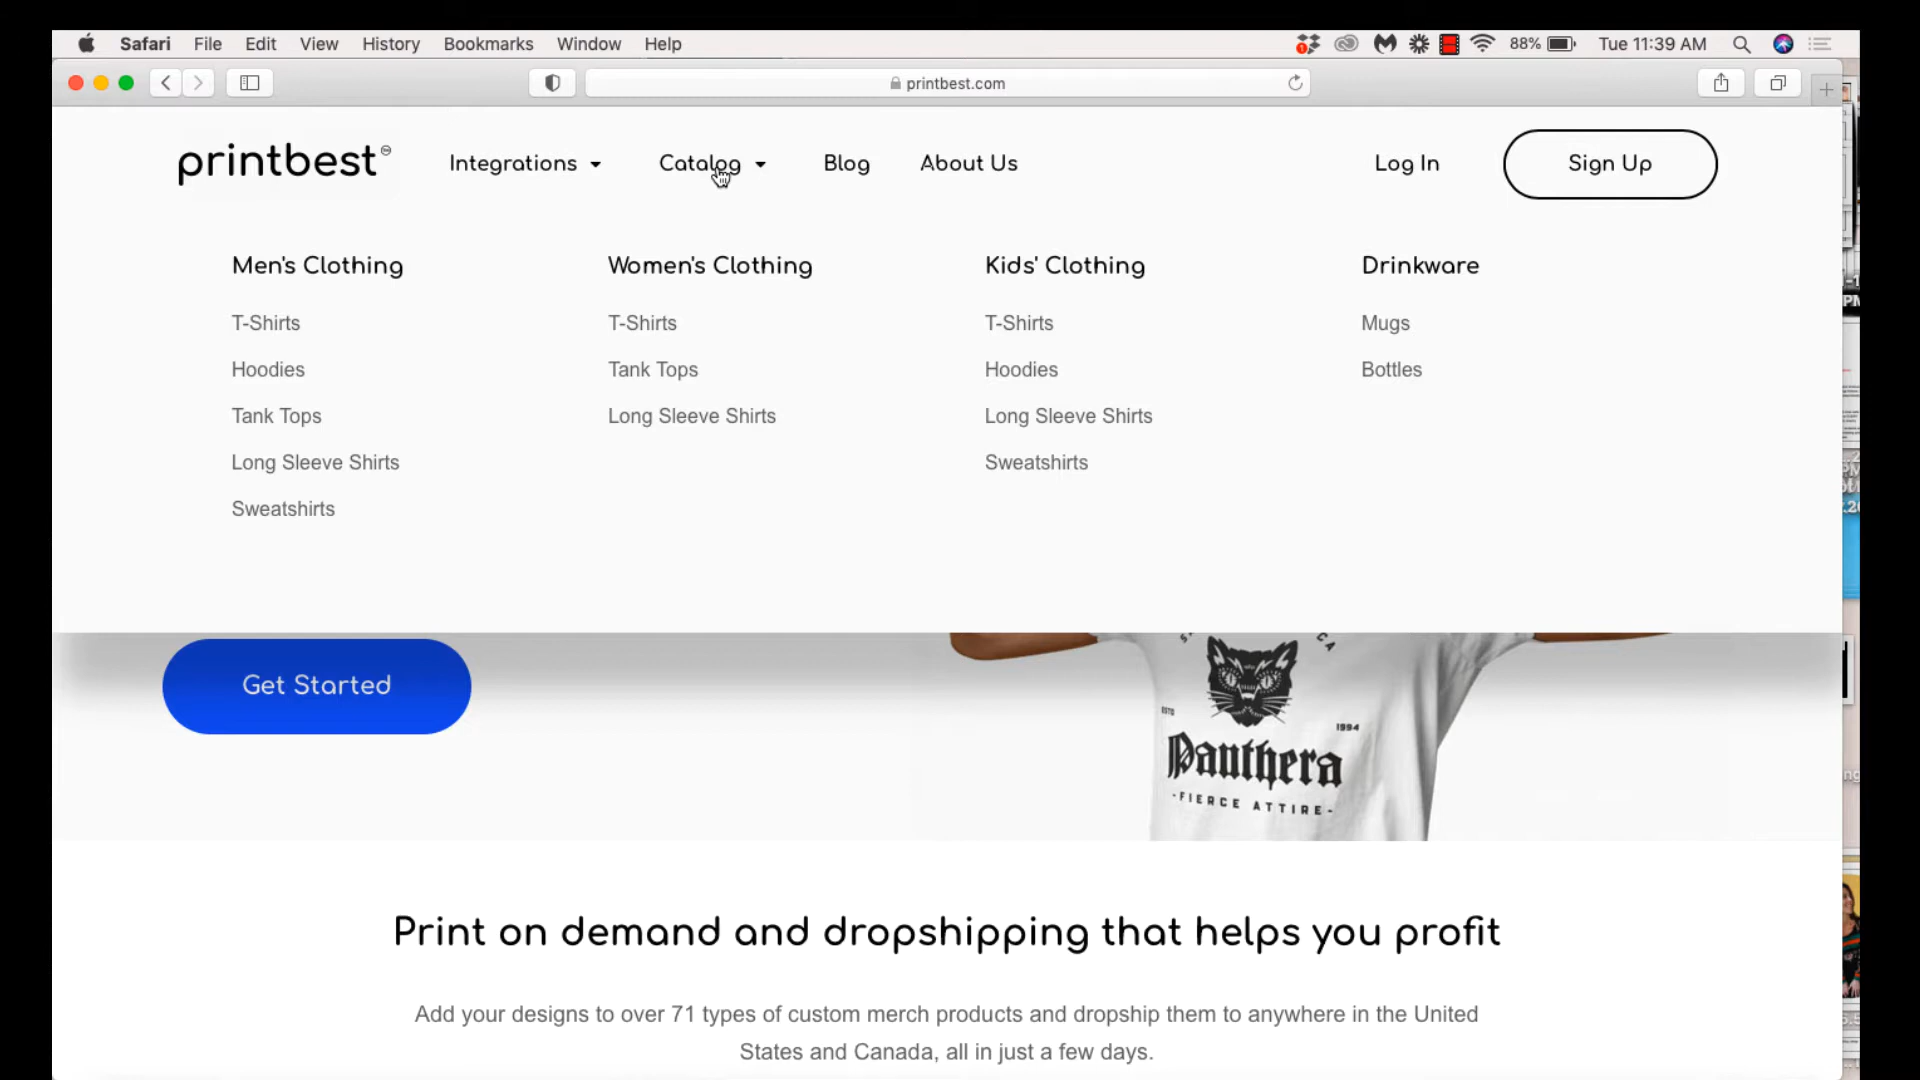 Safari File Edit View History Bookmarks Window Help 88% Tue 11:39 AM
printbest.com
printbest Integrations Catalog Blog About Us Log In Sign Up
Men's Clothing Women's Clothing Kids' Clothing Drinkware
T-Shirts T-Shirts T-Shirts Mugs
Hoodies Tank Tops Hoodies Bottles
Tank Tops Long Sleeve Shirts Long Sleeve Shirts
Long Sleeve Shirts Sweatshirts
Sweatshirts
Get Started
ESTD 1994
Panthera
-FIERCE ATTIRE-
Print on demand and dropshipping that helps you profit
Add your designs to over 71 types of custom merch products and dropship them to anywhere in the United
States and Canada, all in just a few days.